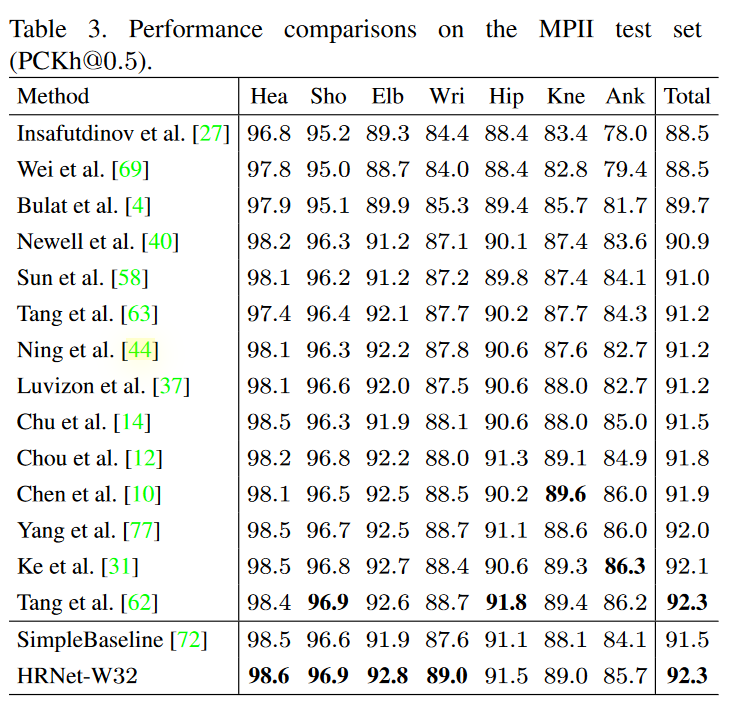 Table 3. Performance comparisons on the MPII test set
(PCKh@0.5).
Method Hea Sho Elb Wri Hip Kne Ank Total
Insafutdinov et al. [27] 96.8 95.2 89.3 84.4 88.4 83.4 78.0 88.5
Wei et al. [69] 97.8 95.0 88.7 84.0 88.4 82.8 79.4 88.5
Bulat et al. [4] 97.9 95.1 89.9 85.3 89.4 85.7 81.7 89.7
Newell et al. [40] 98.2 96.3 91.2 87.1 90.1 87.4 83.6 90.9
Sun et al. [58] 98.1 96.2 91.2 87.2 89.8 87.4 84.1 91.0
Tang et al. [63] 97.4 96.4 92.1 87.7 90.2 87.7 84.3 91.2
Ning et al. [44] 98.1 96.3 92.2 87.8 90.6 87.6 82.7 91.2
Luvizon et al. [37] 98.1 96.6 92.0 87.5 90.6 88.0 82.7 91.2
Chu et al. [14] 98.5 96.3 91.9 88.1 90.6 88.0 85.0 91.5
Chou et al. [12] 98.2 96.8 92.2 88.0 91.3 89.1 84.9 91.8
Chen et al. [10] 98.1 96.5 92.5 88.5 90.2 89.6 86.0 91.9
Yang et al. [77] 98.5 96.7 92.5 88.7 91.1 88.6 86.0 92.0
Ke et al. [31] 98.5 96.8 92.7 88.4 90.6 89.3 86.3 92.1
Tang et al. [62] 98.4 96.9 92.6 88.7 91.8 89.4 86.2 92.3
SimpleBaseline [72] 98.5 96.6 91.9 87.6 91.1 88.1 84.1 91.5
HRNet-W32 98.6 96.9 92.8 89.0 91.5 89.0 85.7 92.3